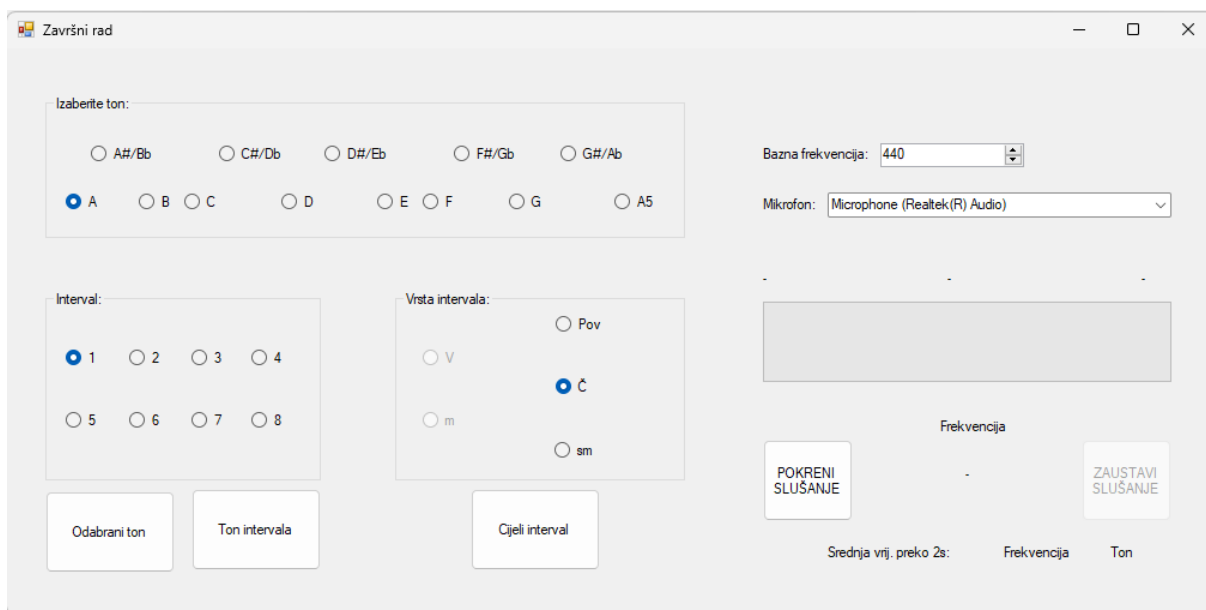 Završni rad
Izaberite ton:
A#/Bb C#/Db D#/Eb F#/Gb G#/Ab
A B C D E F G A5
Bazna frekvencija: 440
Mikrofon: Microphone (Realtek(R) Audio)
- - -
Interval:
1 2 3 4
5 6 7 8
Vrsta intervala:
Pov
V
Č
m
sm
Frekvencija
POKRENI
SLUŠANJE
-
ZAUSTAVI
SLUŠANJE
Odabrani ton
Ton intervala
Cijeli interval
Srednja vrij. preko 2s: Frekvencija Ton